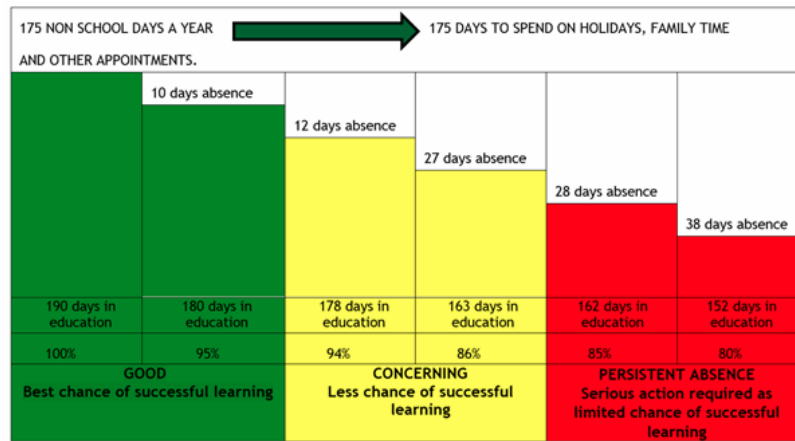 175 NON SCHOOL DAYS A YEAR 175 DAYS TO SPEND ON HOLIDAYS, FAMILY TIME
AND OTHER APPOINTMENTS.
10 days absence
12 days absence
27 days absence
28 days absence
38 days absence
190 days in education
180 days in education
178 days in education
163 days in education
162 days in education
152 days in education
100% 95% 94% 86% 85% 80%
GOOD
Best chance of successful learning
CONCERNING
Less chance of successful
learning
PERSISTENT ABSENCE
Serious action required as
limited chance of successful
learning